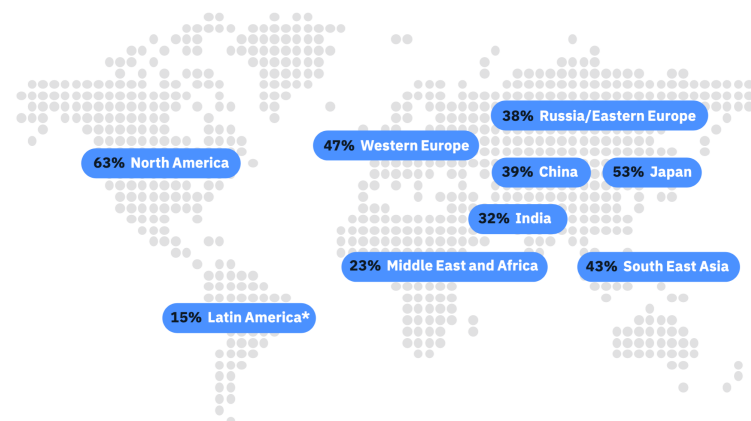 38% Russia/Eastern Europe
47% Western Europe
63% North America
39% China
53% Japan
32% India
23% Middle East and Africa
43% South East Asia
15% Latin America*